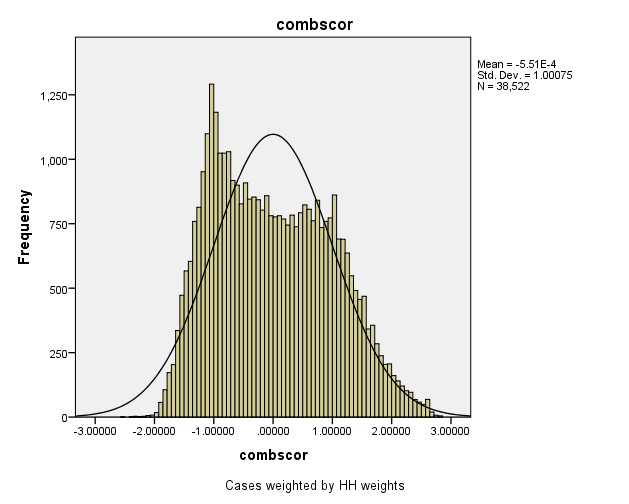 combscor
Mean = -5.51E-4
Std. Dev. = 1.00075
N = 38,522
Frequency
1,250
1,000
750
500
250
0
-3.00000 -2.00000 -1.00000 .00000 1.00000 2.00000 3.00000
combscor
Cases weighted by HH weights